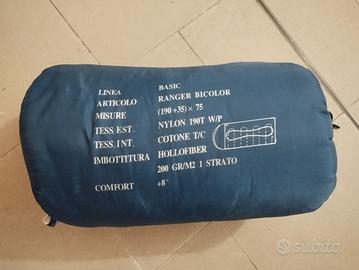 LINEA BASIC
ARTICOLO RANGER BICOLOR
MISURE (190+35)×75
TESS EST. NYLON 190T W/P
TESS.INT. COTONE T/C
IMBOTTITURA HOLLOFIBER
200 GR/M2 1 STRATO
COMFORT +8°
subito